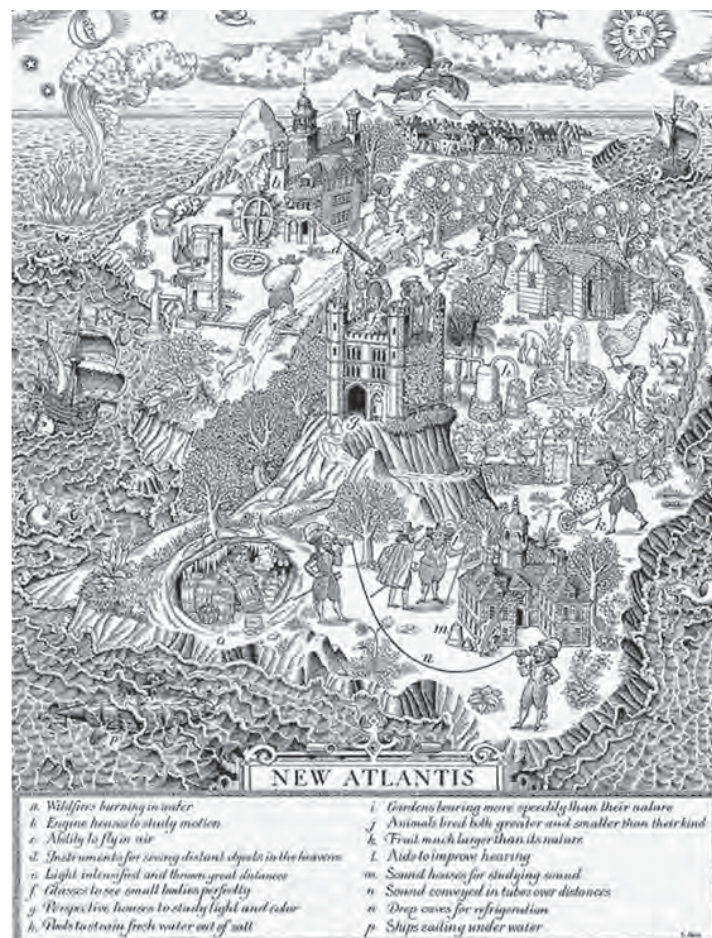 NEW ATLANTIS
a. Wildfires burning in water
b. Engine houses to study motion
c. Ability to fly in air
d. Instruments for seeing distant objects in the heavens
e. Light intensified and thrown great distances
f. Glasses to see small bodies perfectly
g. Perspective houses to study light and color
h. Pools to strain fresh water out of salt
i. Gardens bearing more speedily than their nature
j. Animals bred both greater and smaller than their kind
k. Fruit much larger than its nature
l. Aids to improve hearing
m. Sound houses for studying sound
n. Sound conveyed in tubes over distances
o. Deep caves for refrigeration
p. Ships sailing under water